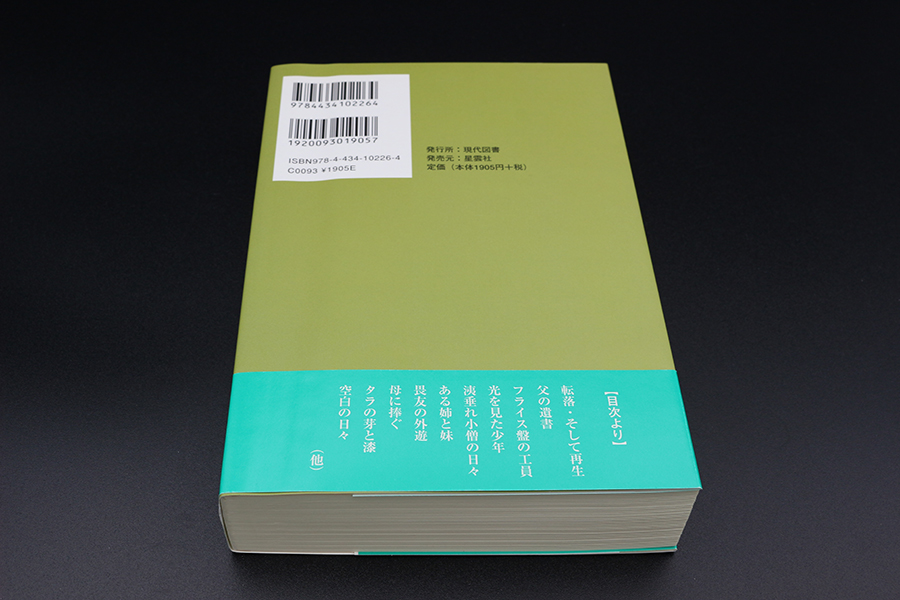 9784434102264
1920093019057
ISBN978-4-434-10226-4
C0093 ¥1905E
発行所：現代図書
発売元：星雲社
定価（本体1905円＋税）
【目次より】
転落・そして再生
父の遺書
フライス盤の工員
光を見た少年
洟垂れ小僧の日々
ある姉と妹
畏友の外遊
母に捧ぐ
タラの芽と漆
空白の日々
（他）